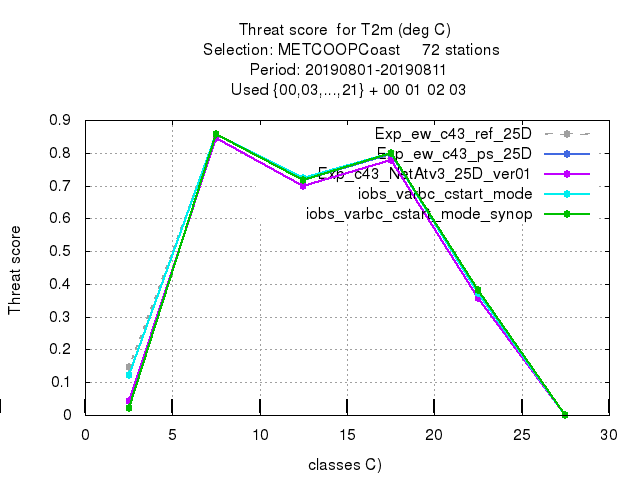 Threat score  for T2m (deg C)
Selection: METCOOPCoast     72 stations
Period: 20190801-20190811
Used {00,03,...,21} + 00 01 02 03
0.9
0.8
0.7
0.6
0.5
0.4
0.3
0.2
0.1
0
Threat score
Exp_ew_c43_ref_25D
Exp_ew_c43_ps_25D
Exp_c43_NetAtv3_25D_ver01
iobs_varbc_cstart_mode
iobs_varbc_cstart_mode_synop
0 5 10 15 20 25 30
classes C)